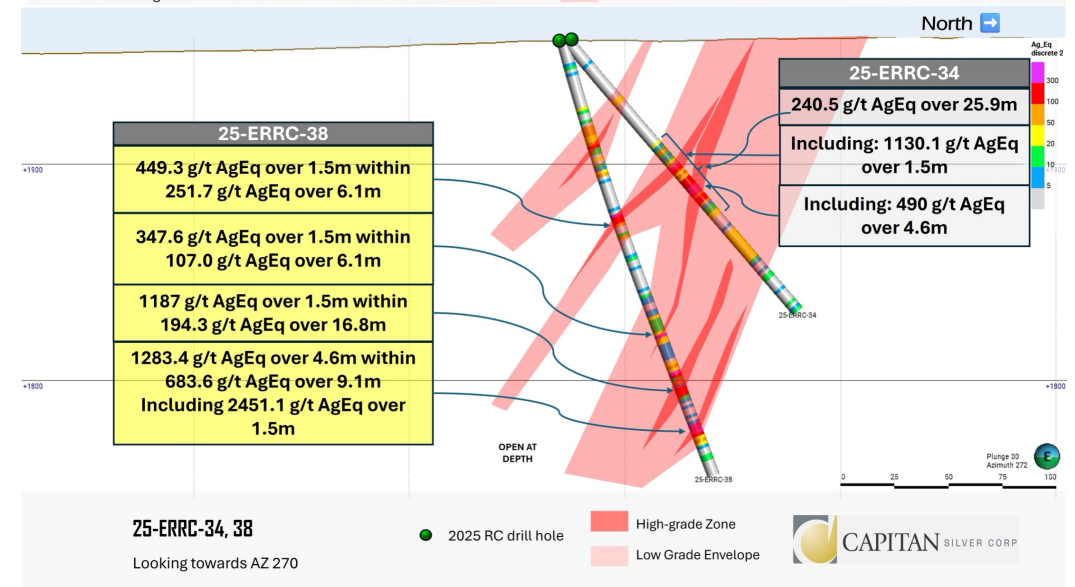 North
25-ERRC-38
449.3 g/t AgEq over 1.5m within
251.7 g/t AgEq over 6.1m
347.6 g/t AgEq over 1.5m within
107.0 g/t AgEq over 6.1m
1187 g/t AgEq over 1.5m within
194.3 g/t AgEq over 16.8m
1283.4 g/t AgEq over 4.6m within
683.6 g/t AgEq over 9.1m
Including 2451.1 g/t AgEq over
1.5m
25-ERRC-34
240.5 g/t AgEq over 25.9m
Including: 1130.1 g/t AgEq
over 1.5m
Including: 490 g/t AgEq
over 4.6m
Ag_Eq
discrete 2
300
100
50
20
10
5
+1900
+1900
+1800
+1800
25-ERRC-34
25-ERRC-38
OPEN AT
DEPTH
Plunge 00
Azimuth 272
E
0 25 50 75 100
25-ERRC-34, 38
Looking towards AZ 270
2025 RC drill hole
High-grade Zone
Low Grade Envelope
CAPITAN SILVER CORP